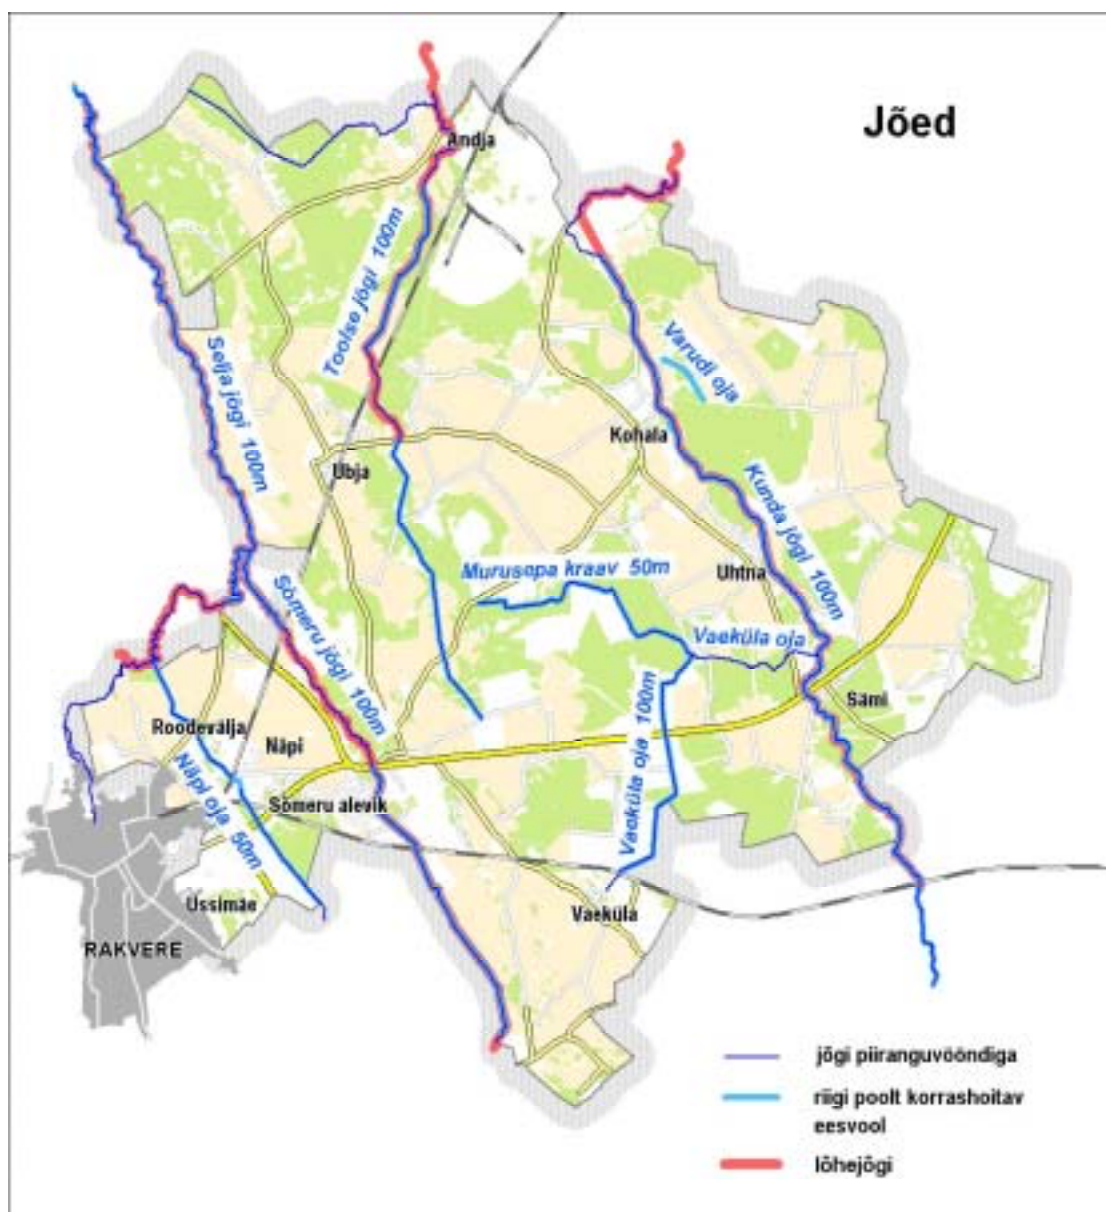 Jõed
Andja
Toolse jõgi 100m
Selja jõgi 100m
Varudi oja
Kohala
Ubja
Kunda jõgi 100m
Murusepa kraav 50m
Uhtna
Sõmeru jõgi 100m
Vaeküla oja
Vaeküla oja 100m
Sämi
Roodevälja
Näpi
Näpi oja 50m
Sõmeru alevik
Ussimäe
Vaeküla
RAKVERE
jõgi piiranguvööndiga
riigi poolt korrashoitav
eesvool
lõhejõgi